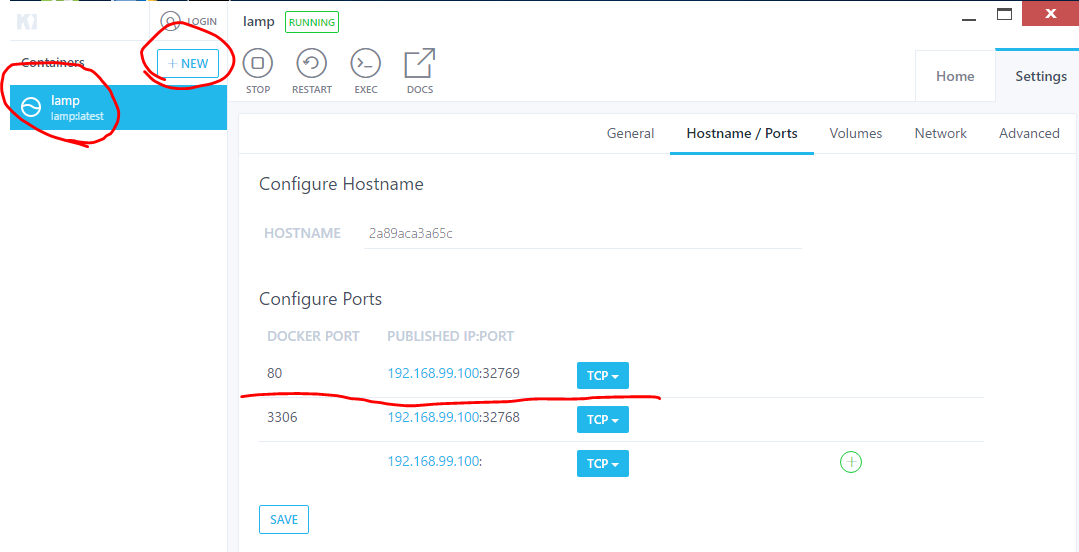 LOGIN
Containers
+ NEW
lamp
lamp:latest
lamp RUNNING
STOP RESTART EXEC DOCS
Home Settings
General Hostname / Ports Volumes Network Advanced
Configure Hostname
HOSTNAME 2a89aca3a65c
Configure Ports
DOCKER PORT PUBLISHED IP:PORT
80 192.168.99.100:32769 TCP
3306 192.168.99.100:32768 TCP
192.168.99.100: TCP
SAVE